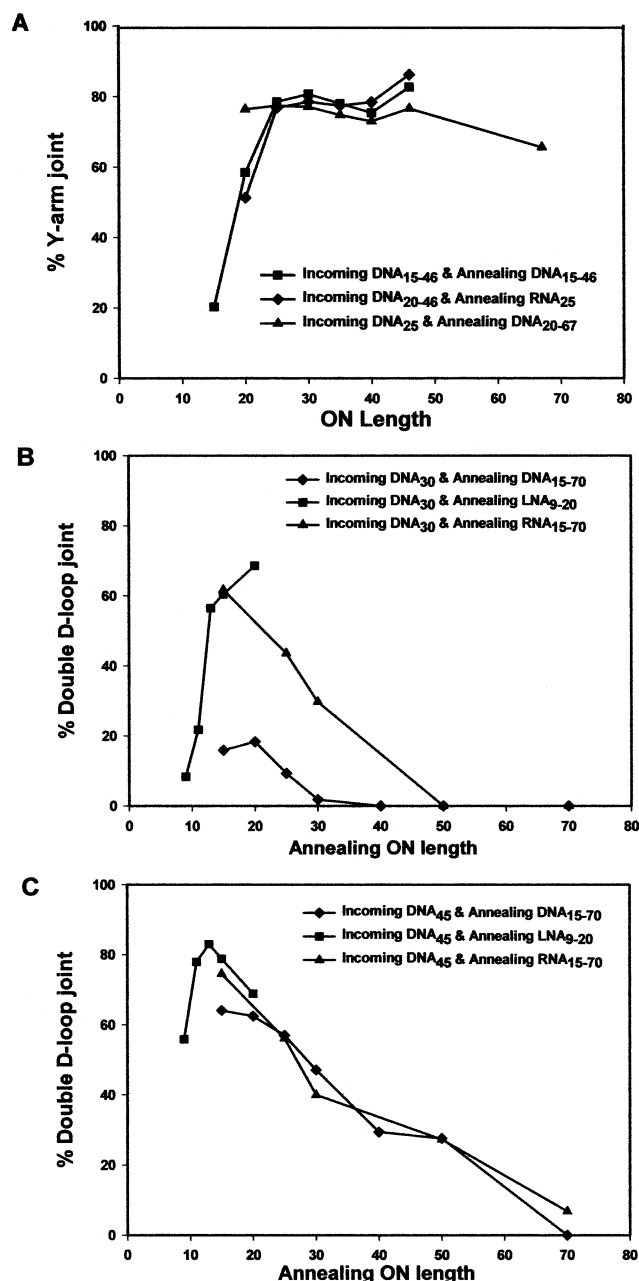 A
100
80
60
40
20
0
% Y-arm joint
Incoming DNA15-46 & Annealing DNA15-46
Incoming DNA20-46 & Annealing RNA25
Incoming DNA25 & Annealing DNA20-67
0 10 20 30 40 50 60 70 80
ON Length
B
100
80
60
40
20
0
% Double D-loop joint
Incoming DNA30 & Annealing DNA15-70
Incoming DNA30 & Annealing LNA9-20
Incoming DNA30 & Annealing RNA15-70
0 10 20 30 40 50 60 70 80
Annealing ON length
C
100
80
60
40
20
0
% Double D-loop joint
Incoming DNA45 & Annealing DNA15-70
Incoming DNA45 & Annealing LNA9-20
Incoming DNA45 & Annealing RNA15-70
0 10 20 30 40 50 60 70 80
Annealing ON length